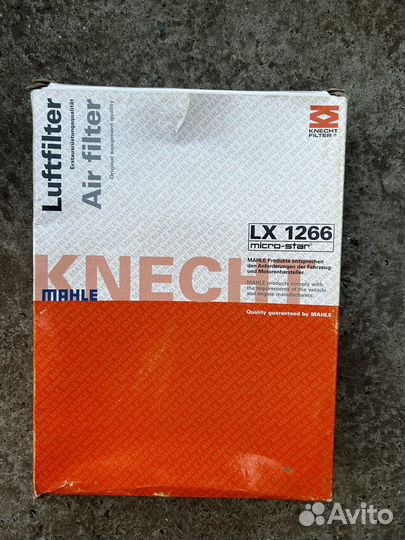 Luftfilter
Erstausrüstungsqualität
Air filter
Original equipment quality
KNECHT
FILTER ®
LX 1266
micro-star
KNECH
MAHLE
MAHLE Produkte entsprechen
den Anforderungen der Fahrzeug-
und Motorenhersteller.
MAHLE products comply with
the requirements of the vehicle
and engine manufacturers.
Quality guaranteed by MAHLE
Avito